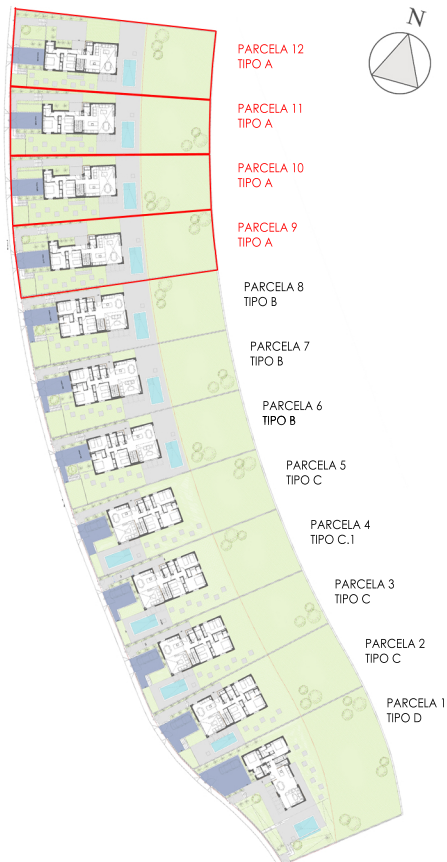 N
PARCELA 12
TIPO A
PARCELA 11
TIPO A
PARCELA 10
TIPO A
PARCELA 9
TIPO A
PARCELA 8
TIPO B
PARCELA 7
TIPO B
PARCELA 6
TIPO B
PARCELA 5
TIPO C
PARCELA 4
TIPO C.1
PARCELA 3
TIPO C
PARCELA 2
TIPO C
PARCELA 1
TIPO D